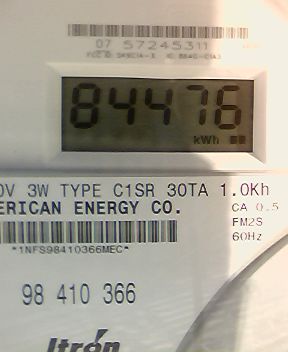 07 57245311
84476
kWh
0V 3W TYPE C1SR 30TA 1.0Kh
ERICAN ENERGY CO. CA 0.5
FM2S
60Hz
*1NFS98410366MEC*
98 410 366
Itron